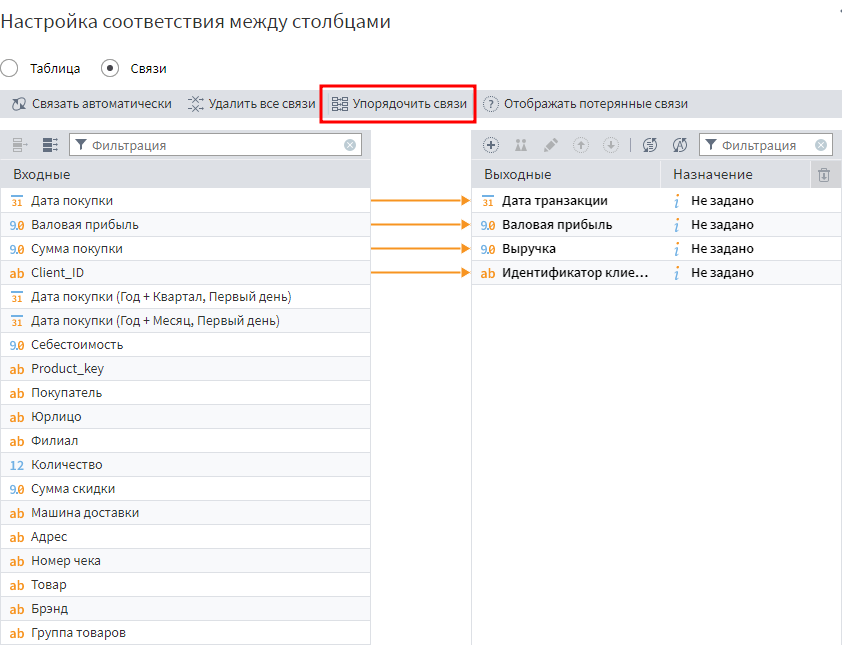 Настройка соответствия между столбцами
Таблица Связи
Связать автоматически Удалить все связи Упорядочить связи ? Отображать потерянные связи
Фильтрация Фильтрация
Входные Выходные Назначение
31 Дата покупки 31 Дата транзакции i Не задано
9.0 Валовая прибыль 9.0 Валовая прибыль i Не задано
9.0 Сумма покупки 9.0 Выручка i Не задано
ab Client_ID ab Идентификатор клие... i Не задано
31 Дата покупки (Год + Квартал, Первый день)
31 Дата покупки (Год + Месяц, Первый день)
9.0 Себестоимость
ab Product_key
ab Покупатель
ab Юрлицо
ab Филиал
12 Количество
9.0 Сумма скидки
ab Машина доставки
ab Адрес
ab Номер чека
ab Товар
ab Брэнд
ab Группа товаров